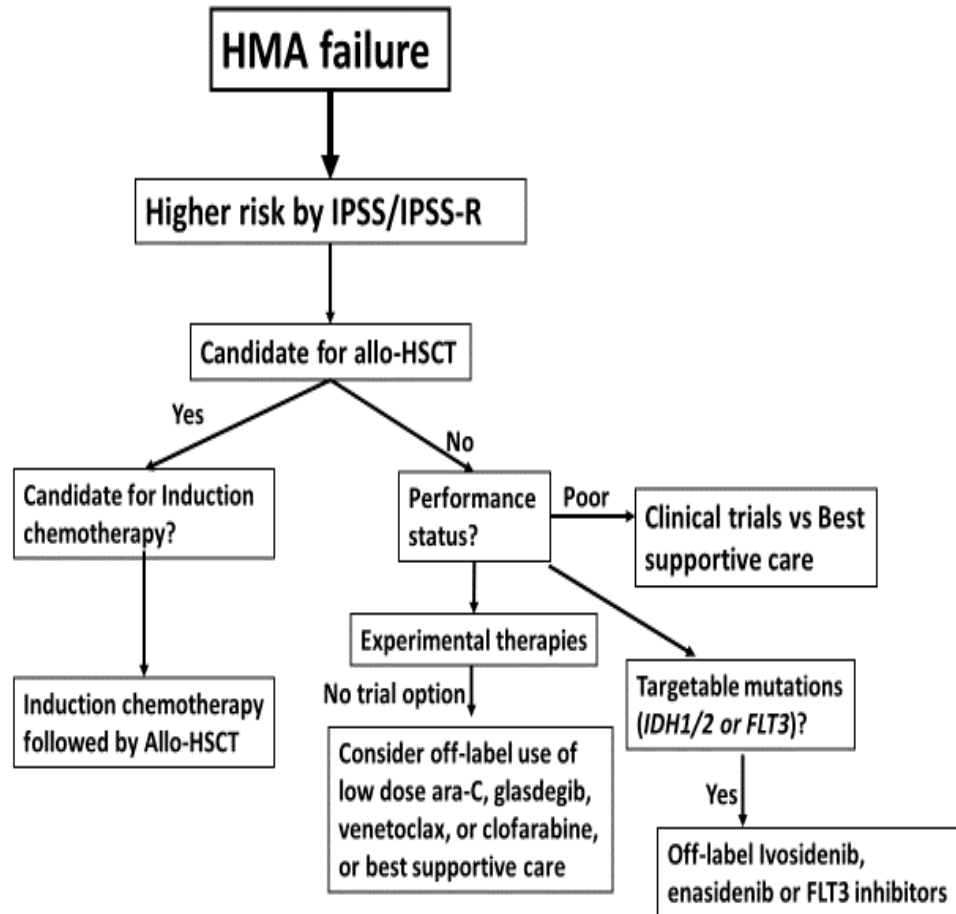 HMA failure
Higher risk by IPSS/IPSS-R
Candidate for allo-HSCT
Yes
No
Candidate for Induction
chemotherapy?
Performance
status?
Poor
Clinical trials vs Best
supportive care
Experimental therapies
No trial option
Targetable mutations
(IDH1/2 or FLT3)?
Induction chemotherapy
followed by Allo-HSCT
Consider off-label use of
low dose ara-C, glasdegib,
venetoclax, or clofarabine,
or best supportive care
Yes
Off-label Ivosidenib,
enasidenib or FLT3 inhibitors